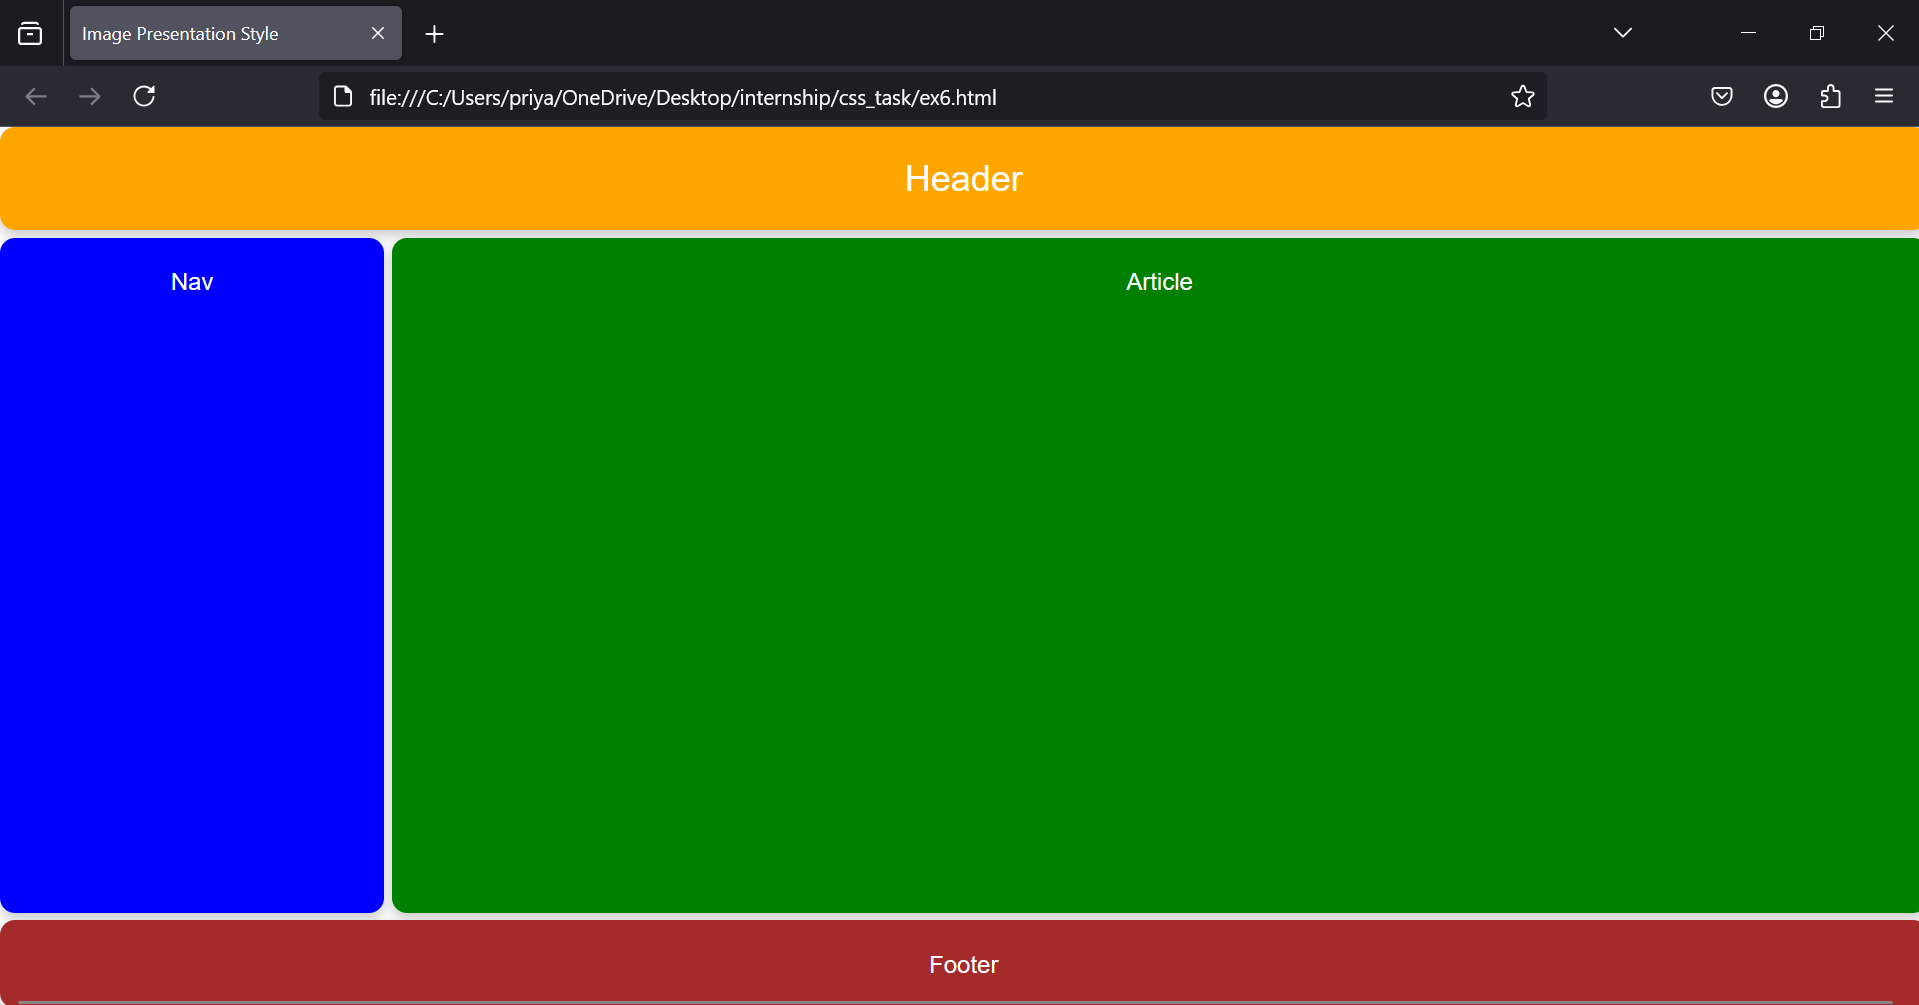 Image Presentation Style
file:///C:/Users/priya/OneDrive/Desktop/internship/css_task/ex6.html
Header
Nav
Article
Footer